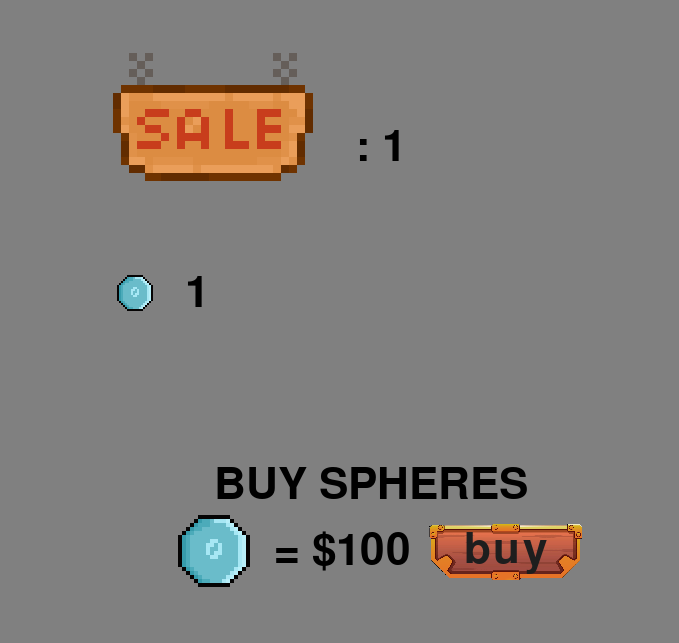 SALE : 1
1
BUY SPHERES
= $100 buy